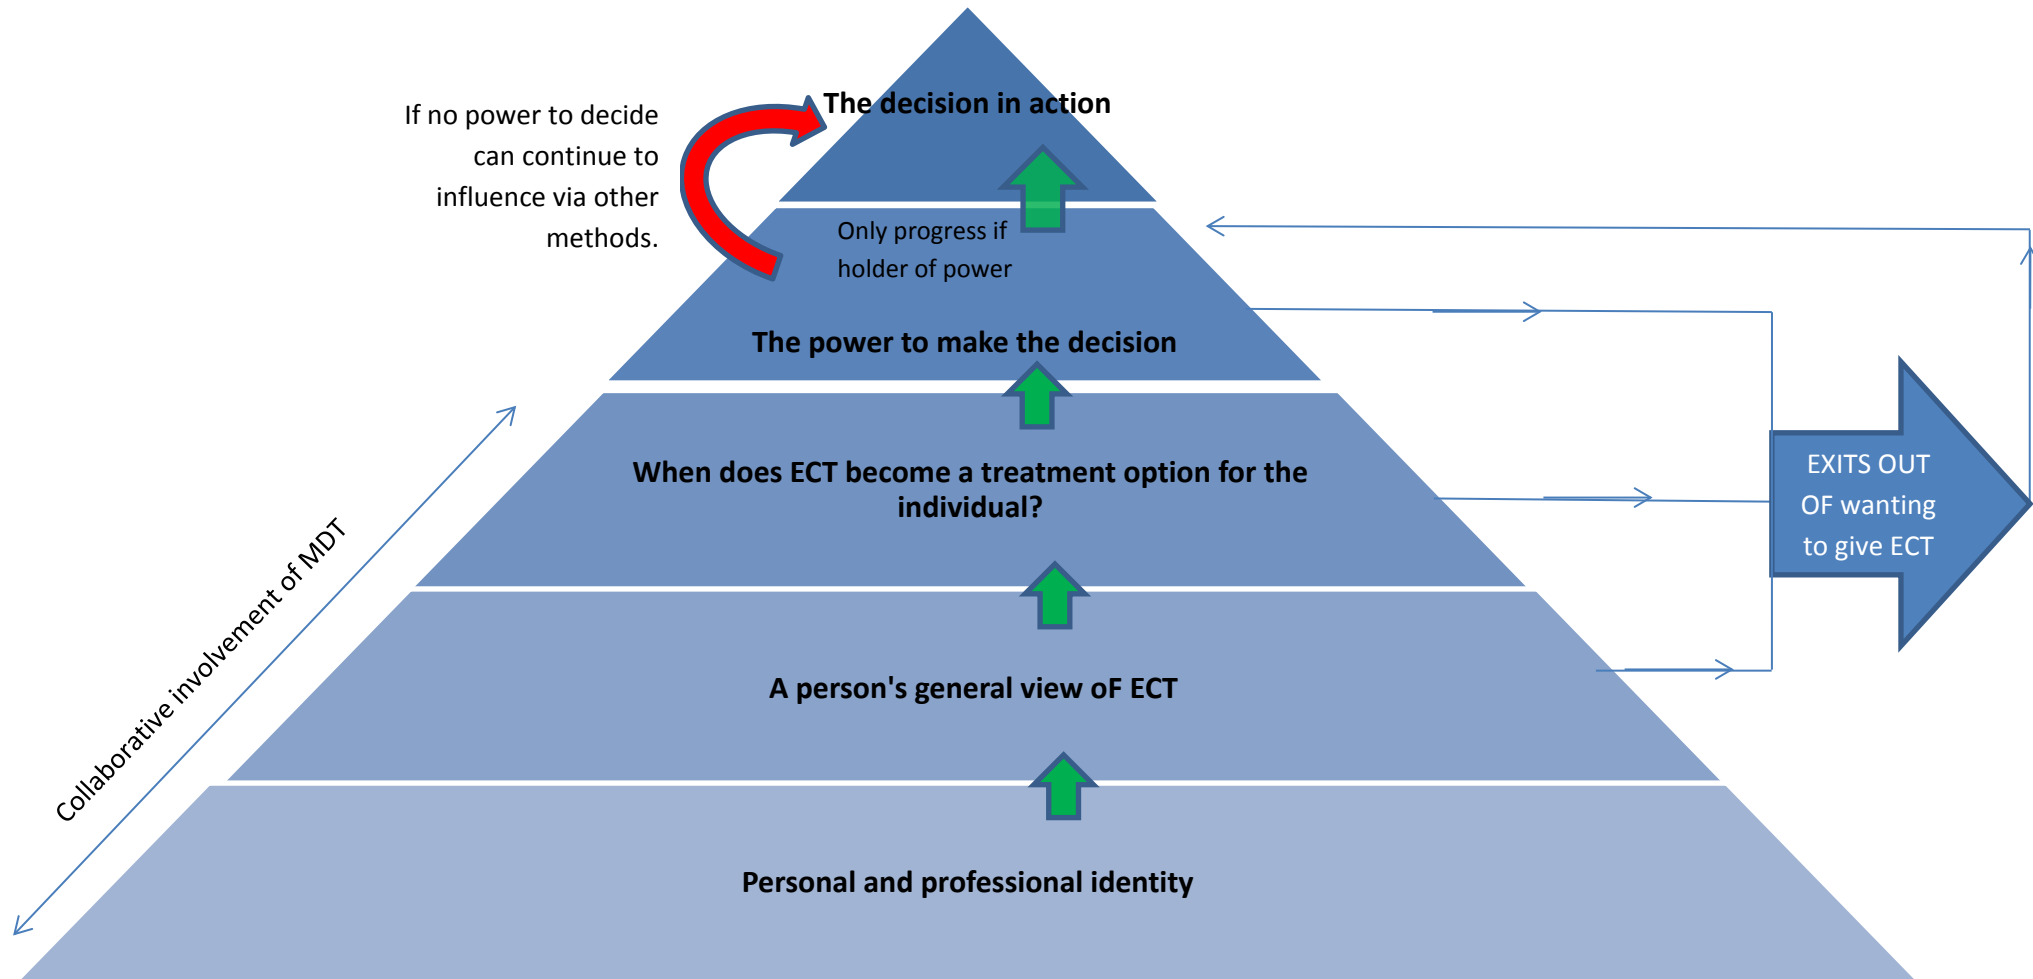 The decision in action
If no power to decide
can continue to
influence via other
methods.
Only progress if
holder of power
The power to make the decision
When does ECT become a treatment option for the
individual?
EXITS OUT
OF wanting
to give ECT
Collaborative involvement of MDT
A person's general view oF ECT
Personal and professional identity